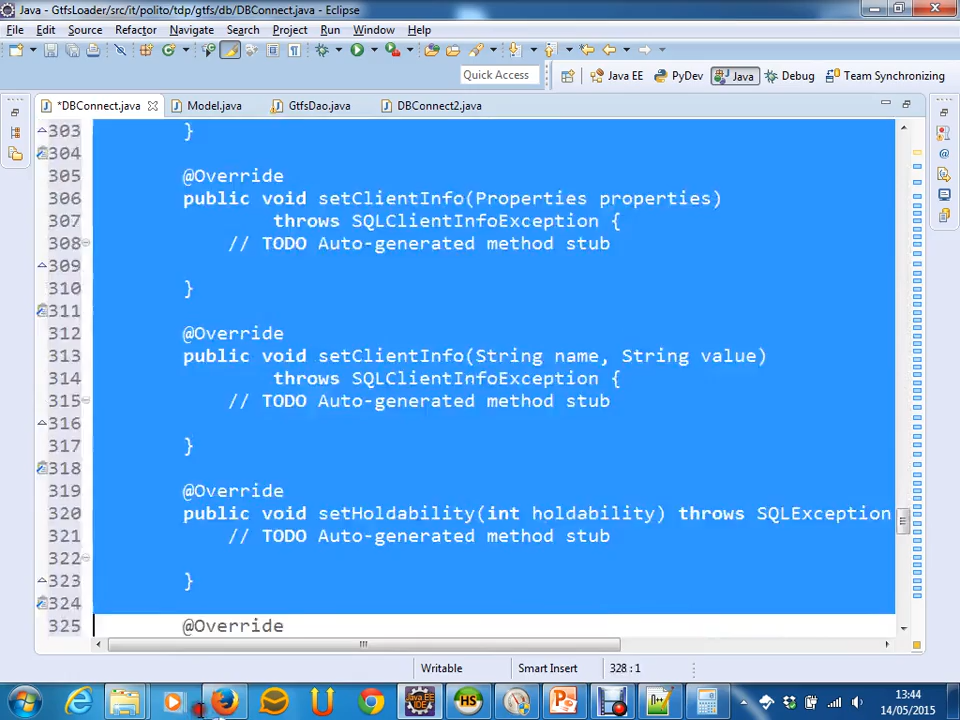 Java - GtfsLoader/src/it/polito/tdp/gtfs/db/DBConnect.java - Eclipse
File Edit Source Refactor Navigate Search Project Run Window Help
Quick Access Java EE PyDev Java Debug Team Synchronizing
*DBConnect.java Model.java GtfsDao.java DBConnect2.java
303 }
304
305 @Override
306 public void setClientInfo(Properties properties)
307 throws SQLClientInfoException {
308 // TODO Auto-generated method stub
309
310 }
311
312 @Override
313 public void setClientInfo(String name, String value)
314 throws SQLClientInfoException {
315 // TODO Auto-generated method stub
316
317 }
318
319 @Override
320 public void setHoldability(int holdability) throws SQLException
321 // TODO Auto-generated method stub
322
323 }
324
325 @Override
Writable Smart Insert 328 : 1
13:44
14/05/2015